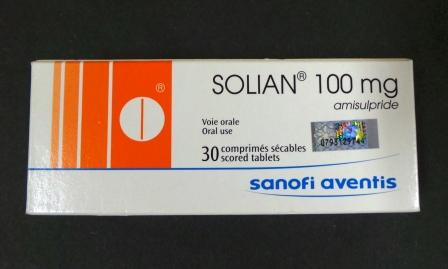 SOLIAN® 100 mg
amisulpride
®
Voie orale
Oral use
30 comprimés sécables
scored tablets
sanofi aventis